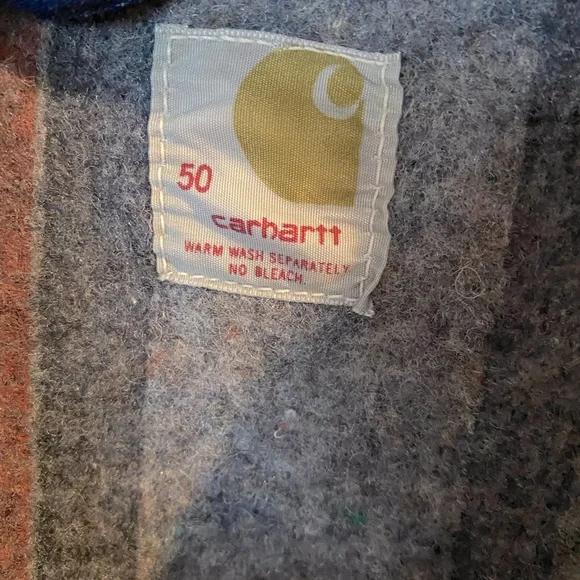 50
carhartt
WARM WASH SEPARATELY
NO BLEACH.